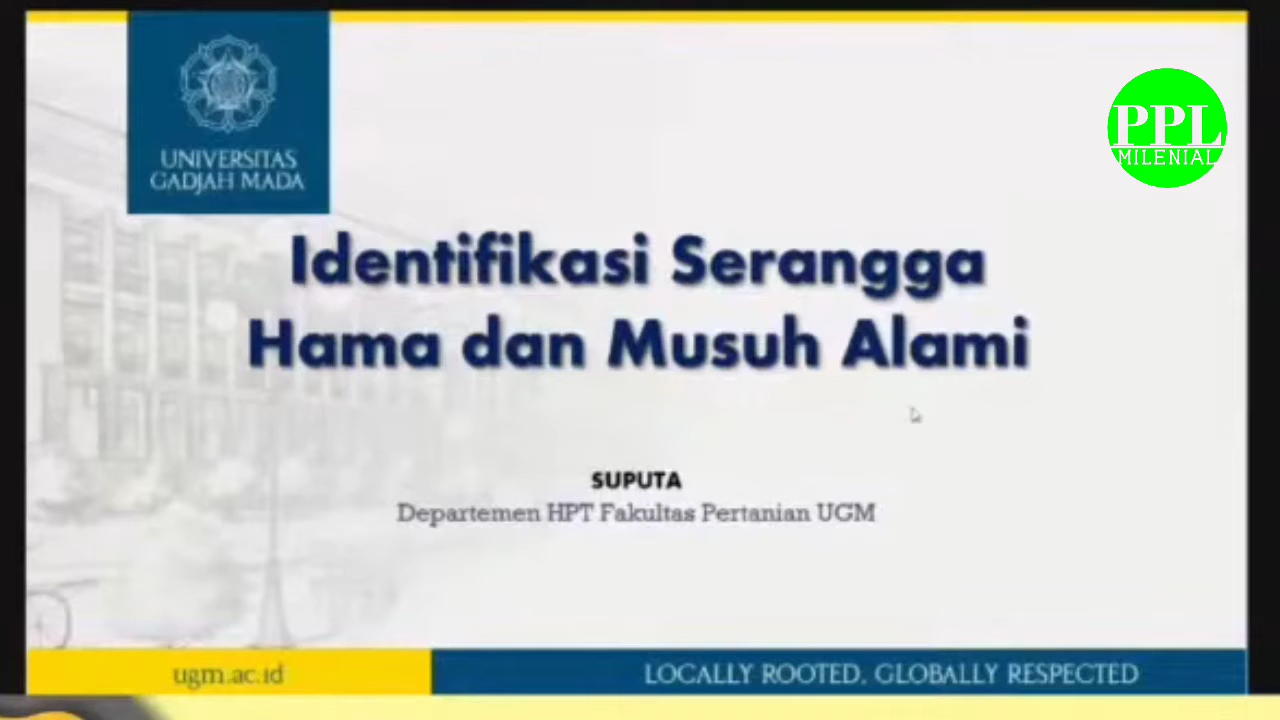 UNIVERSITAS
GADJAH MADA
PPL
MILENIAL
Identifikasi Serangga
Hama dan Musuh Alami
SUPUTA
Departemen HPT Fakultas Pertanian UGM
ugm.ac.id
LOCALLY ROOTED, GLOBALLY RESPECTED